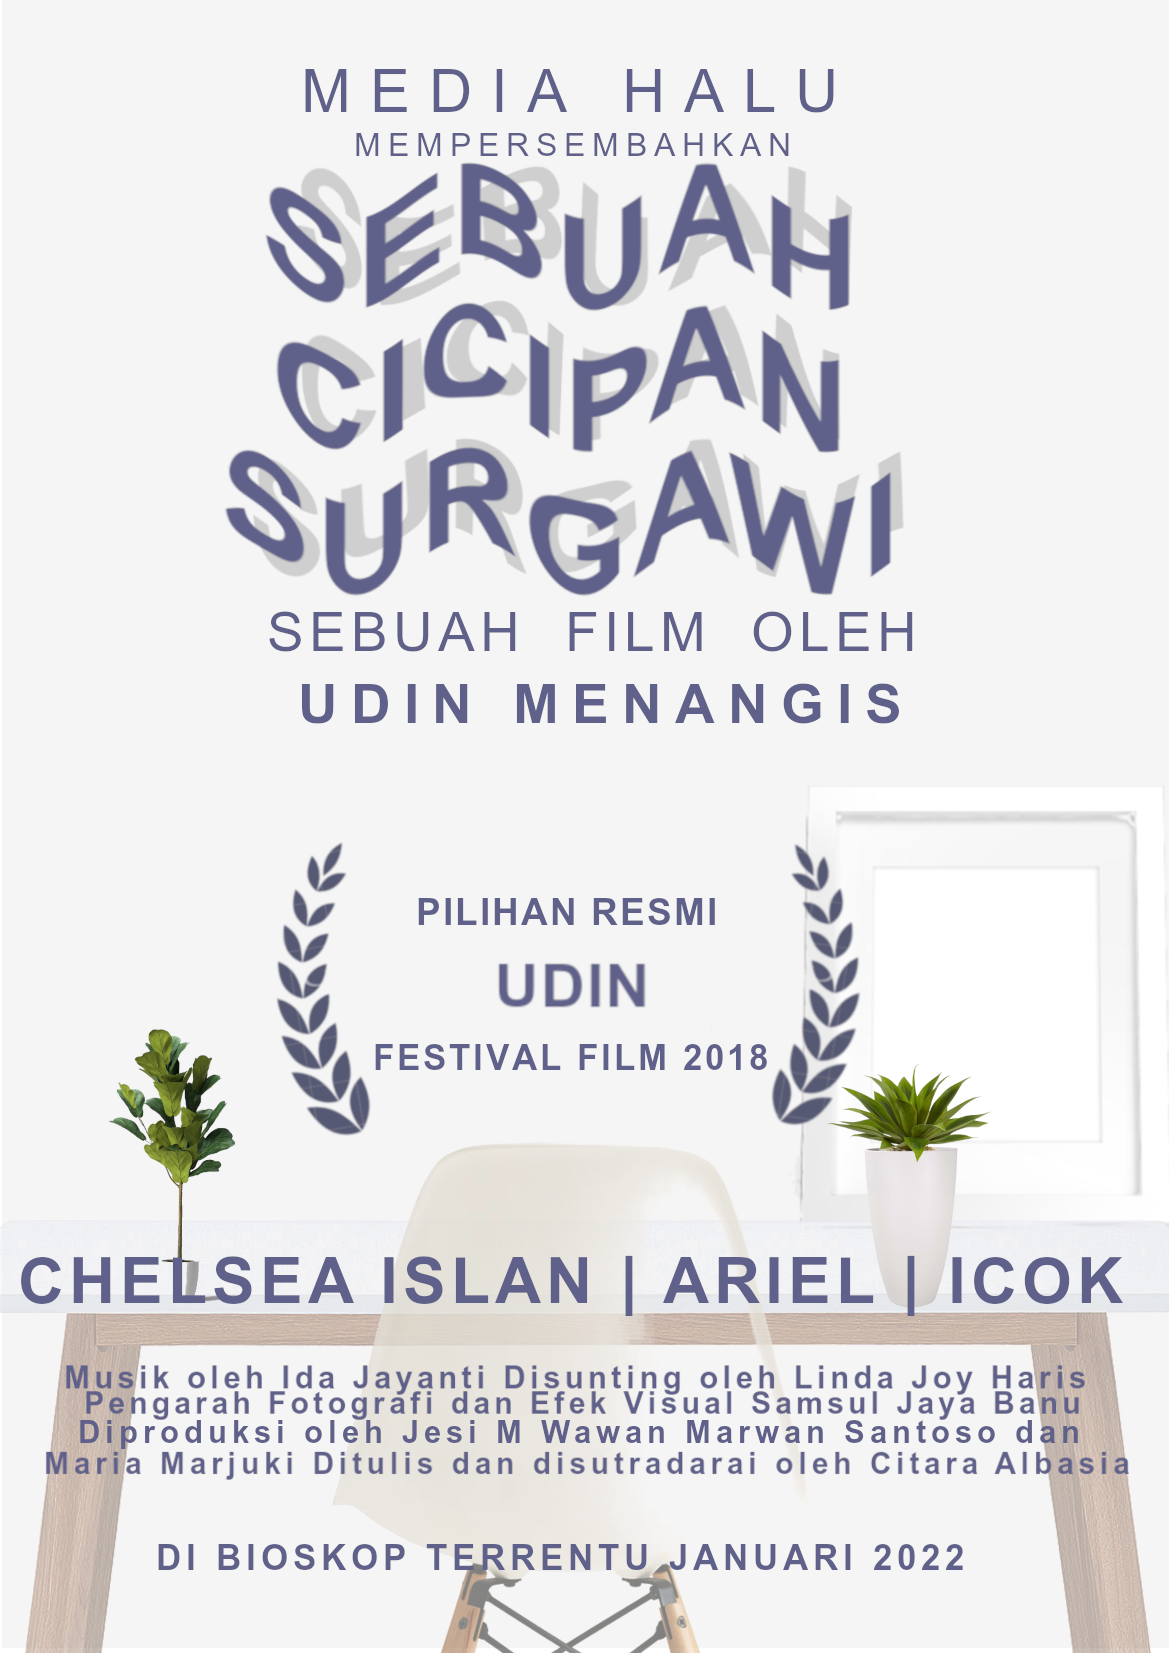 MEDIA HALU
MEMPERSEMBAHKAN
SEBUAH
CICIPAN
SURGAWI
SEBUAH FILM OLEH
UDIN MENANGIS
PILIHAN RESMI
UDIN
FESTIVAL FILM 2018
CHELSEA ISLAN | ARIEL | ICOK
Musik oleh Ida Jayanti Disunting oleh Linda Joy Haris
Pengarah Fotografi dan Efek Visual Samsul Jaya Banu
Diproduksi oleh Jesi M Wawan Marwan Santoso dan
Maria Marjuki Ditulis dan disutradarai oleh Citara Albasia
DI BIOSKOP TERRENTU JANUARI 2022